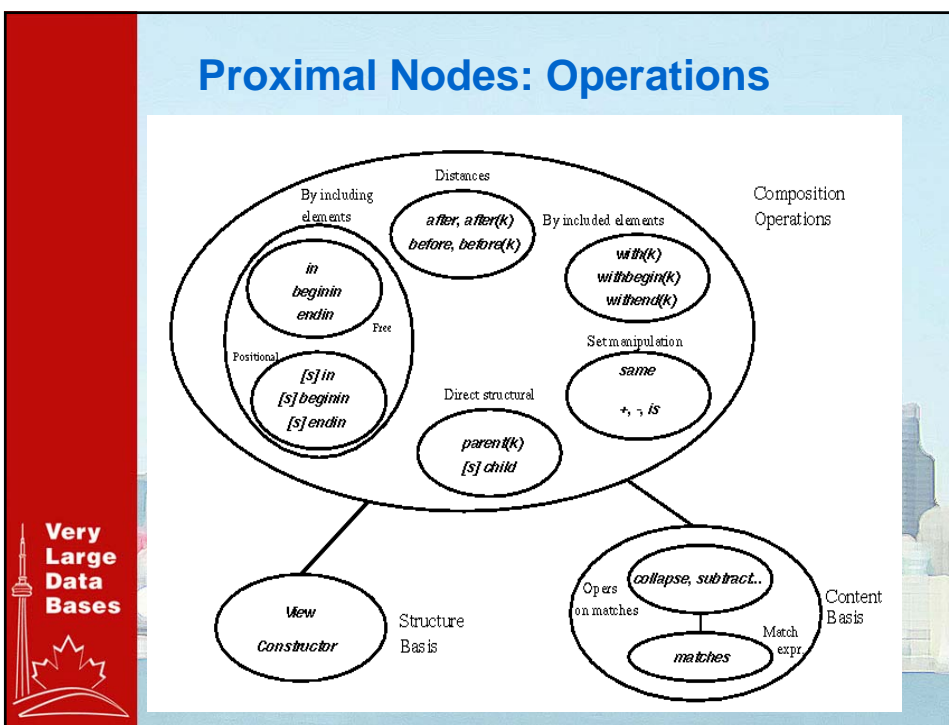 Proximal Nodes: Operations
Distances
By including
elements
after, after(k)
before, before(k)
By included elements
Composition
Operations
in
beginin
endin
Free
with(k)
withbegin(k)
withend(k)
Positional
[s] in
[s] beginin
[s] endin
Set manipulation
same
+, -, is
Direct structural
parent(k)
[s] child
View
Constructor
Structure
Basis
Opers
on matches
collapse, subtract...
Match
expr.
matches
Content
Basis
Very
Large
Data
Bases